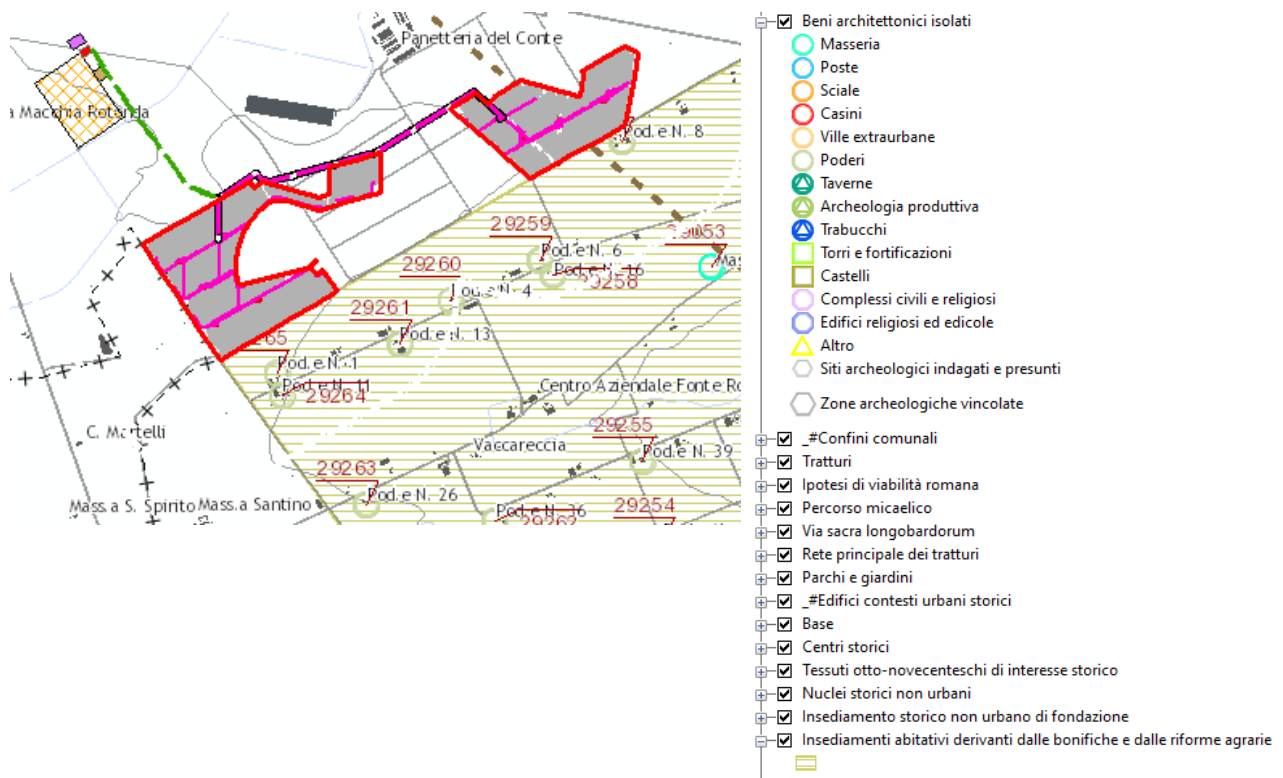 Panetteria del Conte
a Macchia Rotonda
Pod.e N. 8
29259
29053
Pod.e N. 6
Mas
29260
Pod.e N. 16
29258
Pod.e N. 4
29261
Pod.e N. 13
265
Pod.e N. 1
Pod.e N. 11
29264
Centro Aziendale Fonte Ro
C. Martelli
29255
Vaccareccia
Pod.e N. 39
29263
Pod.e N. 26
29254
Mass.a S. Spirito
Mass.a Santino
Pod.e N. 36
29262
Beni architettonici isolati
Masseria
Poste
Sciale
Casini
Ville extraurbane
Poderi
Taverne
Archeologia produttiva
Trabucchi
Torri e fortificazioni
Castelli
Complessi civili e religiosi
Edifici religiosi ed edicole
Altro
Siti archeologici indagati e presunti
Zone archeologiche vincolate
_#Confini comunali
Tratturi
Ipotesi di viabilità romana
Percorso micaelico
Via sacra longobardorum
Rete principale dei tratturi
Parchi e giardini
_#Edifici contesti urbani storici
Base
Centri storici
Tessuti otto-novecenteschi di interesse storico
Nuclei storici non urbani
Insediamento storico non urbano di fondazione
Insediamenti abitativi derivanti dalle bonifiche e dalle riforme agrarie